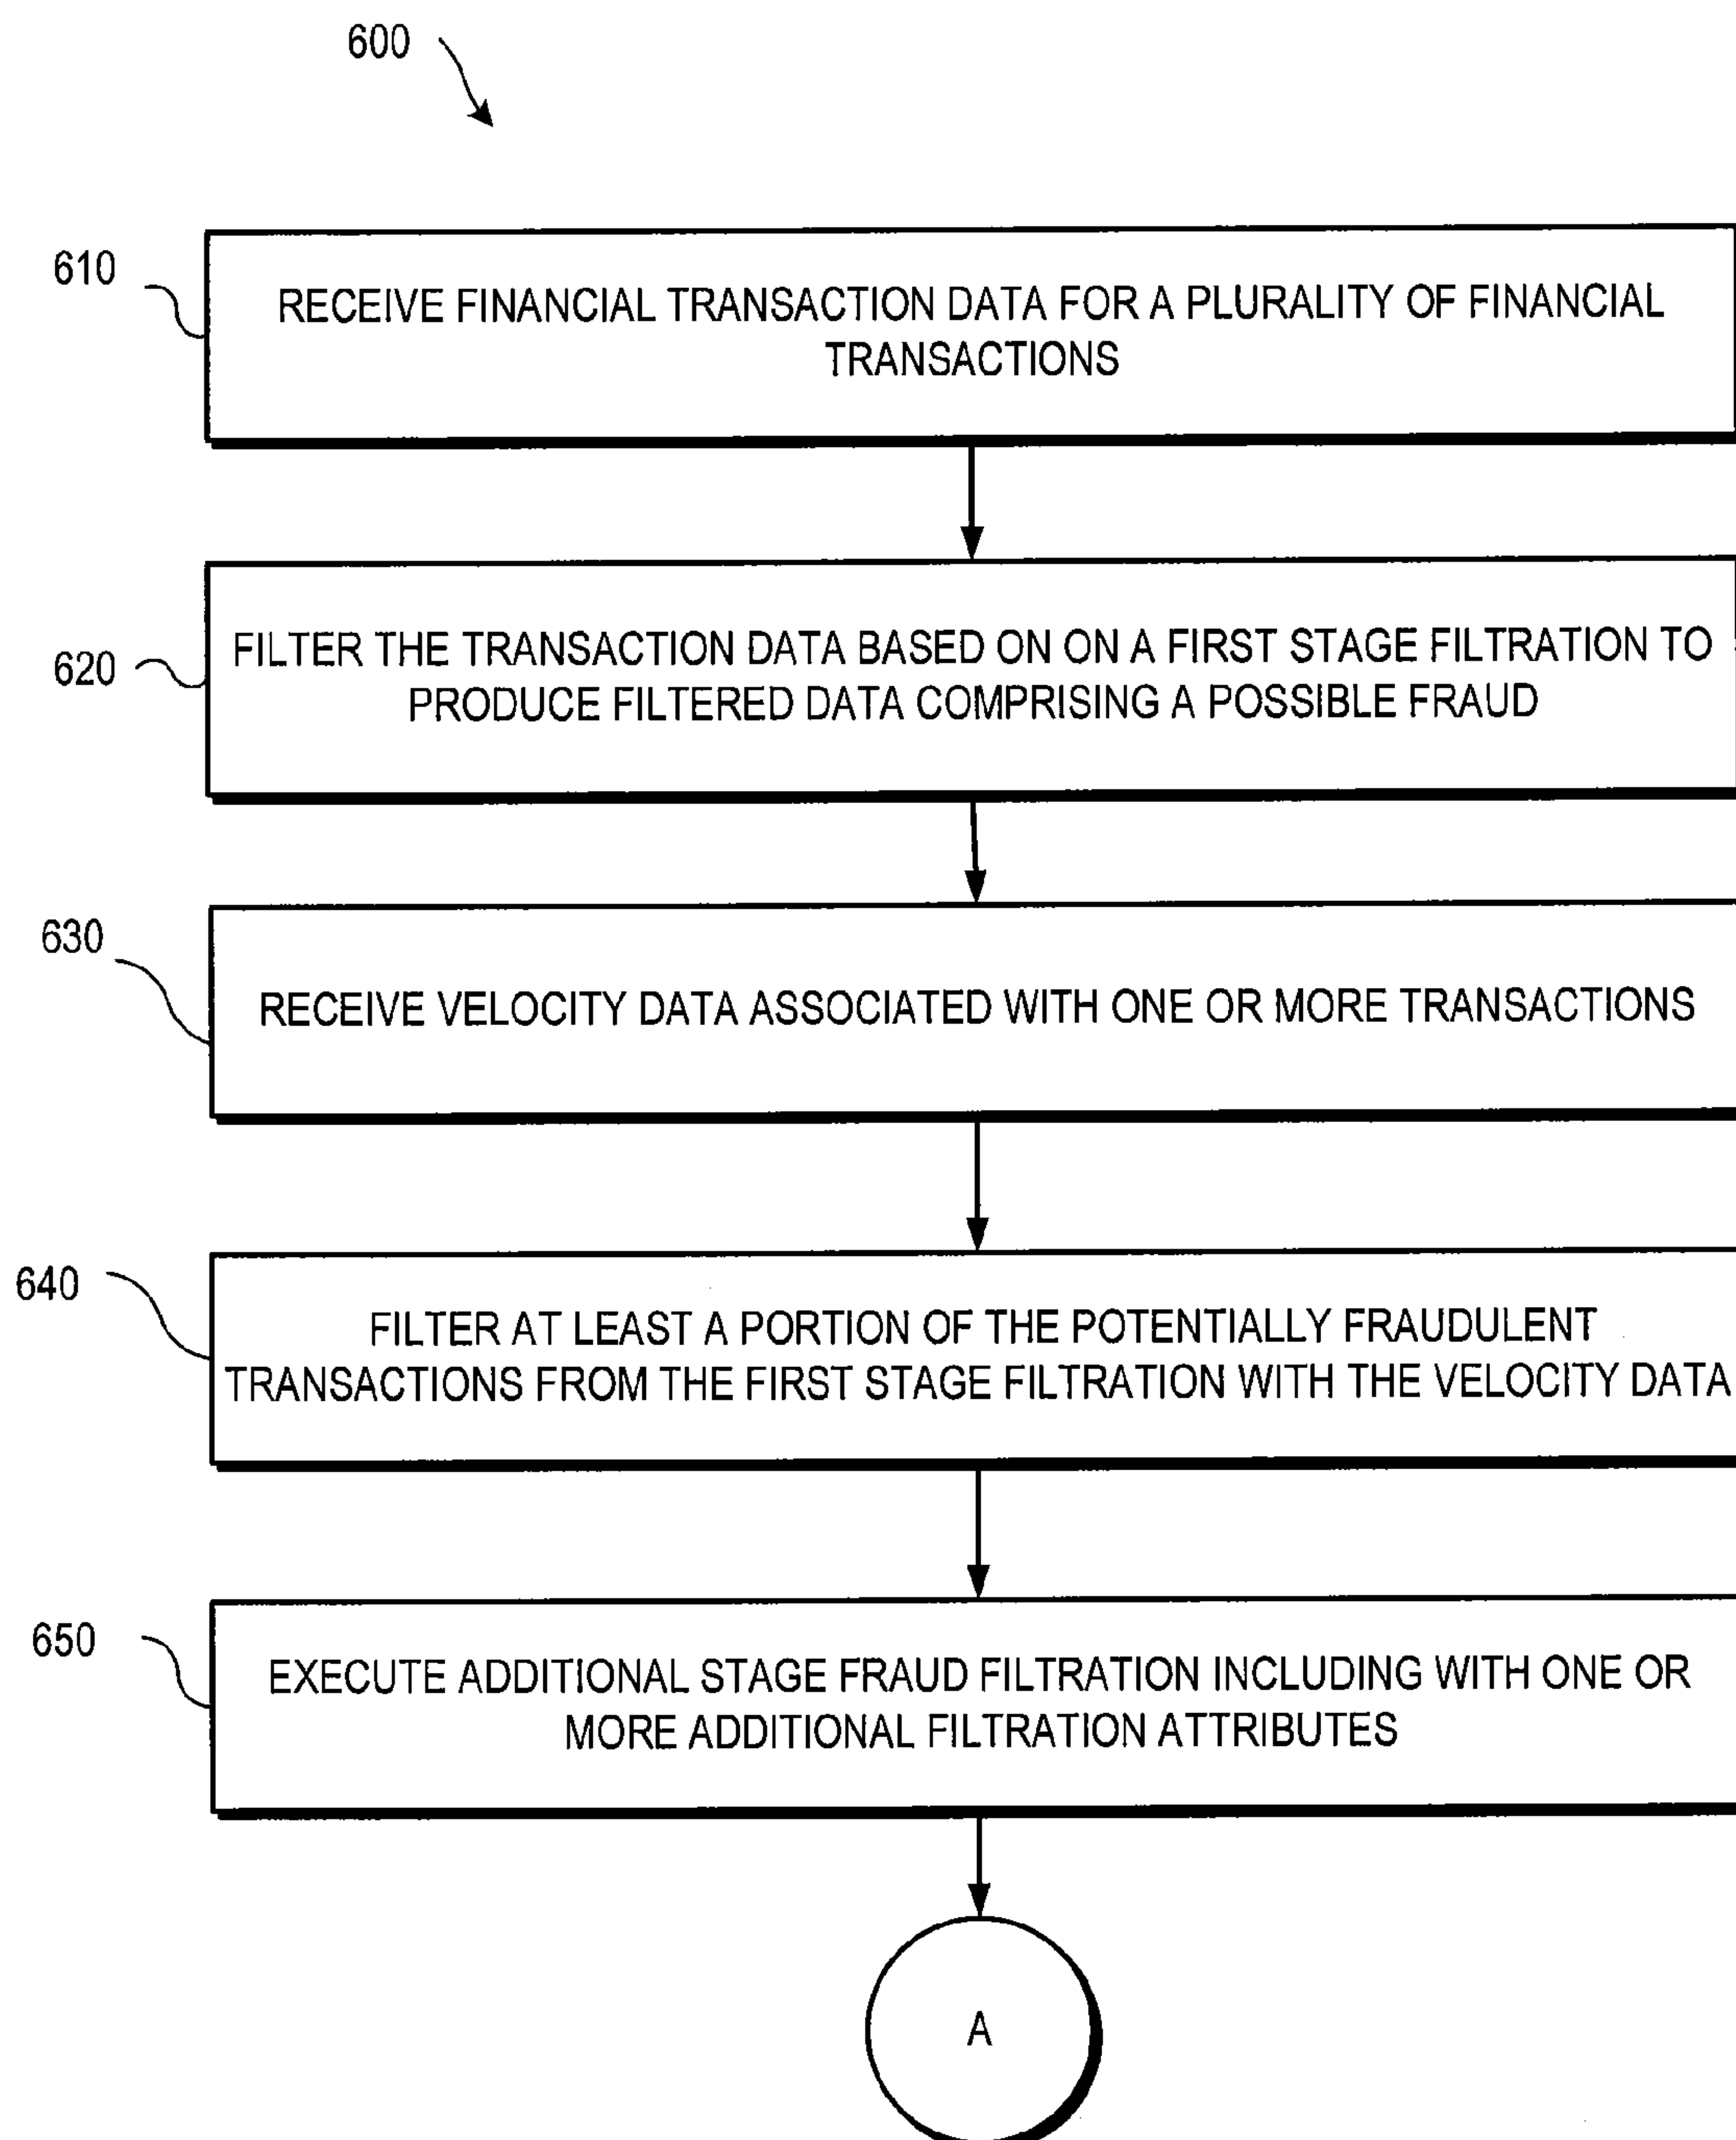 600
610
RECEIVE FINANCIAL TRANSACTION DATA FOR A PLURALITY OF FINANCIAL
TRANSACTIONS
620
FILTER THE TRANSACTION DATA BASED ON ON A FIRST STAGE FILTRATION TO
PRODUCE FILTERED DATA COMPRISING A POSSIBLE FRAUD
630
RECEIVE VELOCITY DATA ASSOCIATED WITH ONE OR MORE TRANSACTIONS
640
FILTER AT LEAST A PORTION OF THE POTENTIALLY FRAUDULENT
TRANSACTIONS FROM THE FIRST STAGE FILTRATION WITH THE VELOCITY DATA
650
EXECUTE ADDITIONAL STAGE FRAUD FILTRATION INCLUDING WITH ONE OR
MORE ADDITIONAL FILTRATION ATTRIBUTES
A